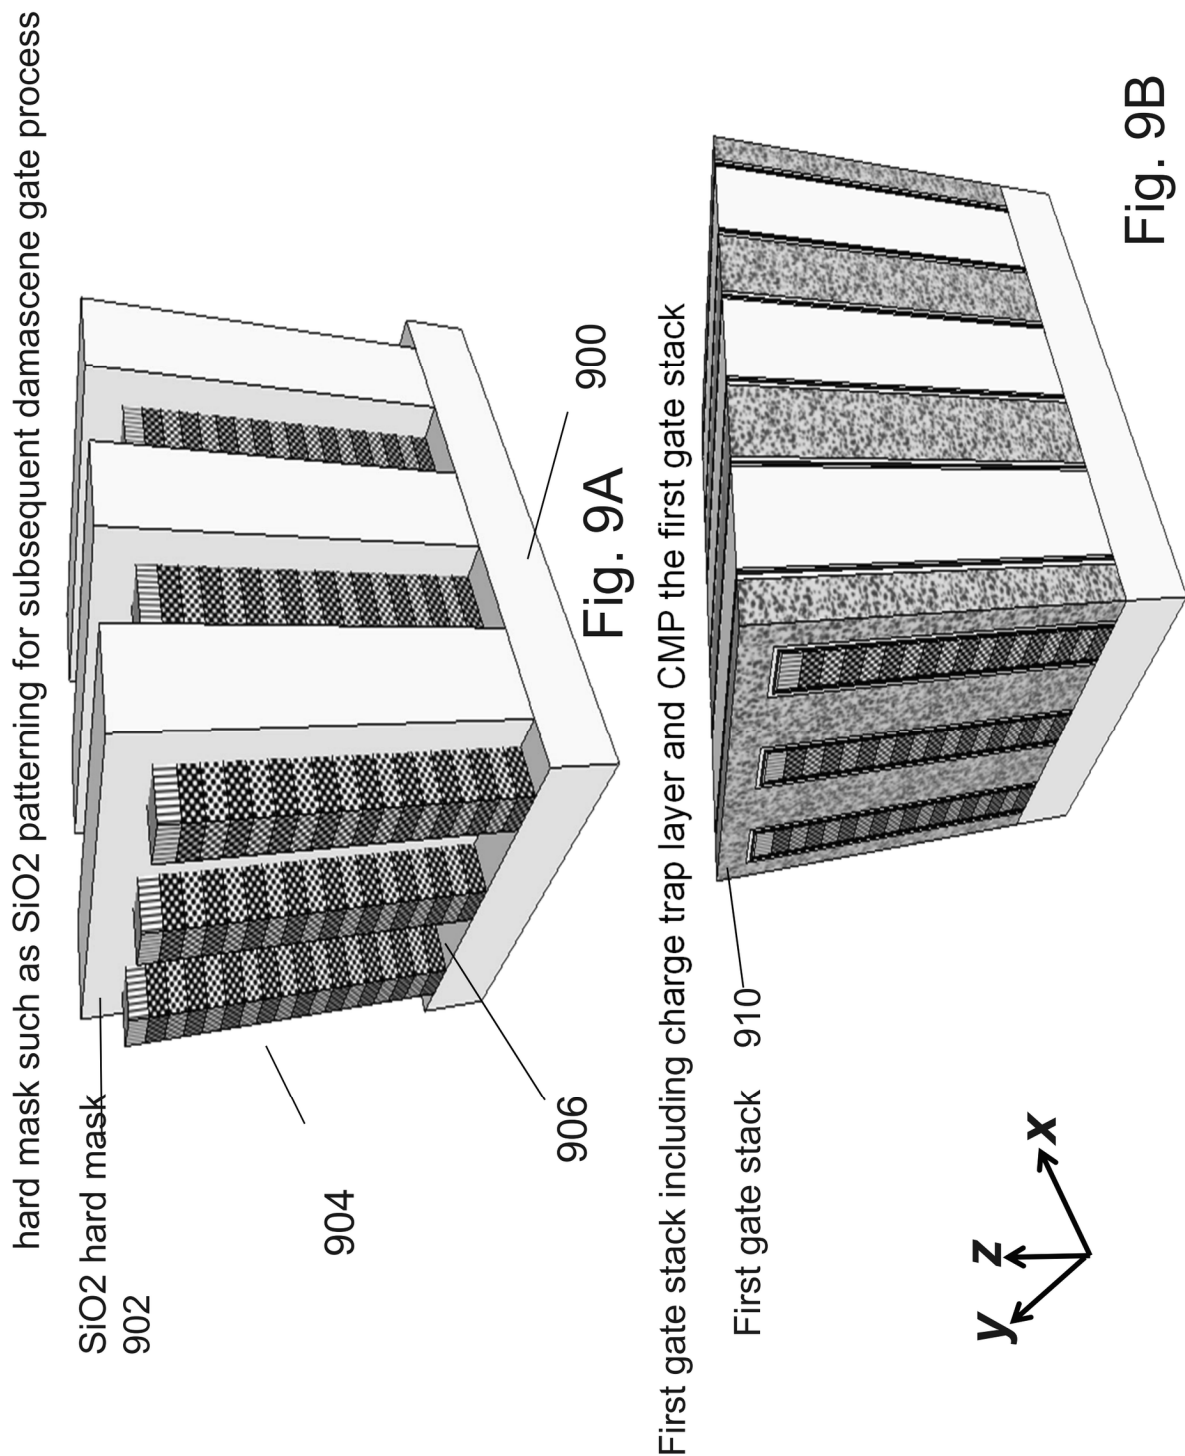 hard mask such as SiO2 patterning for subsequent damascene gate process
SiO2 hard mask
902
904
906
900
Fig. 9A
First gate stack including charge trap layer and CMP the first gate stack
First gate stack 910
Fig. 9B
y
z
x